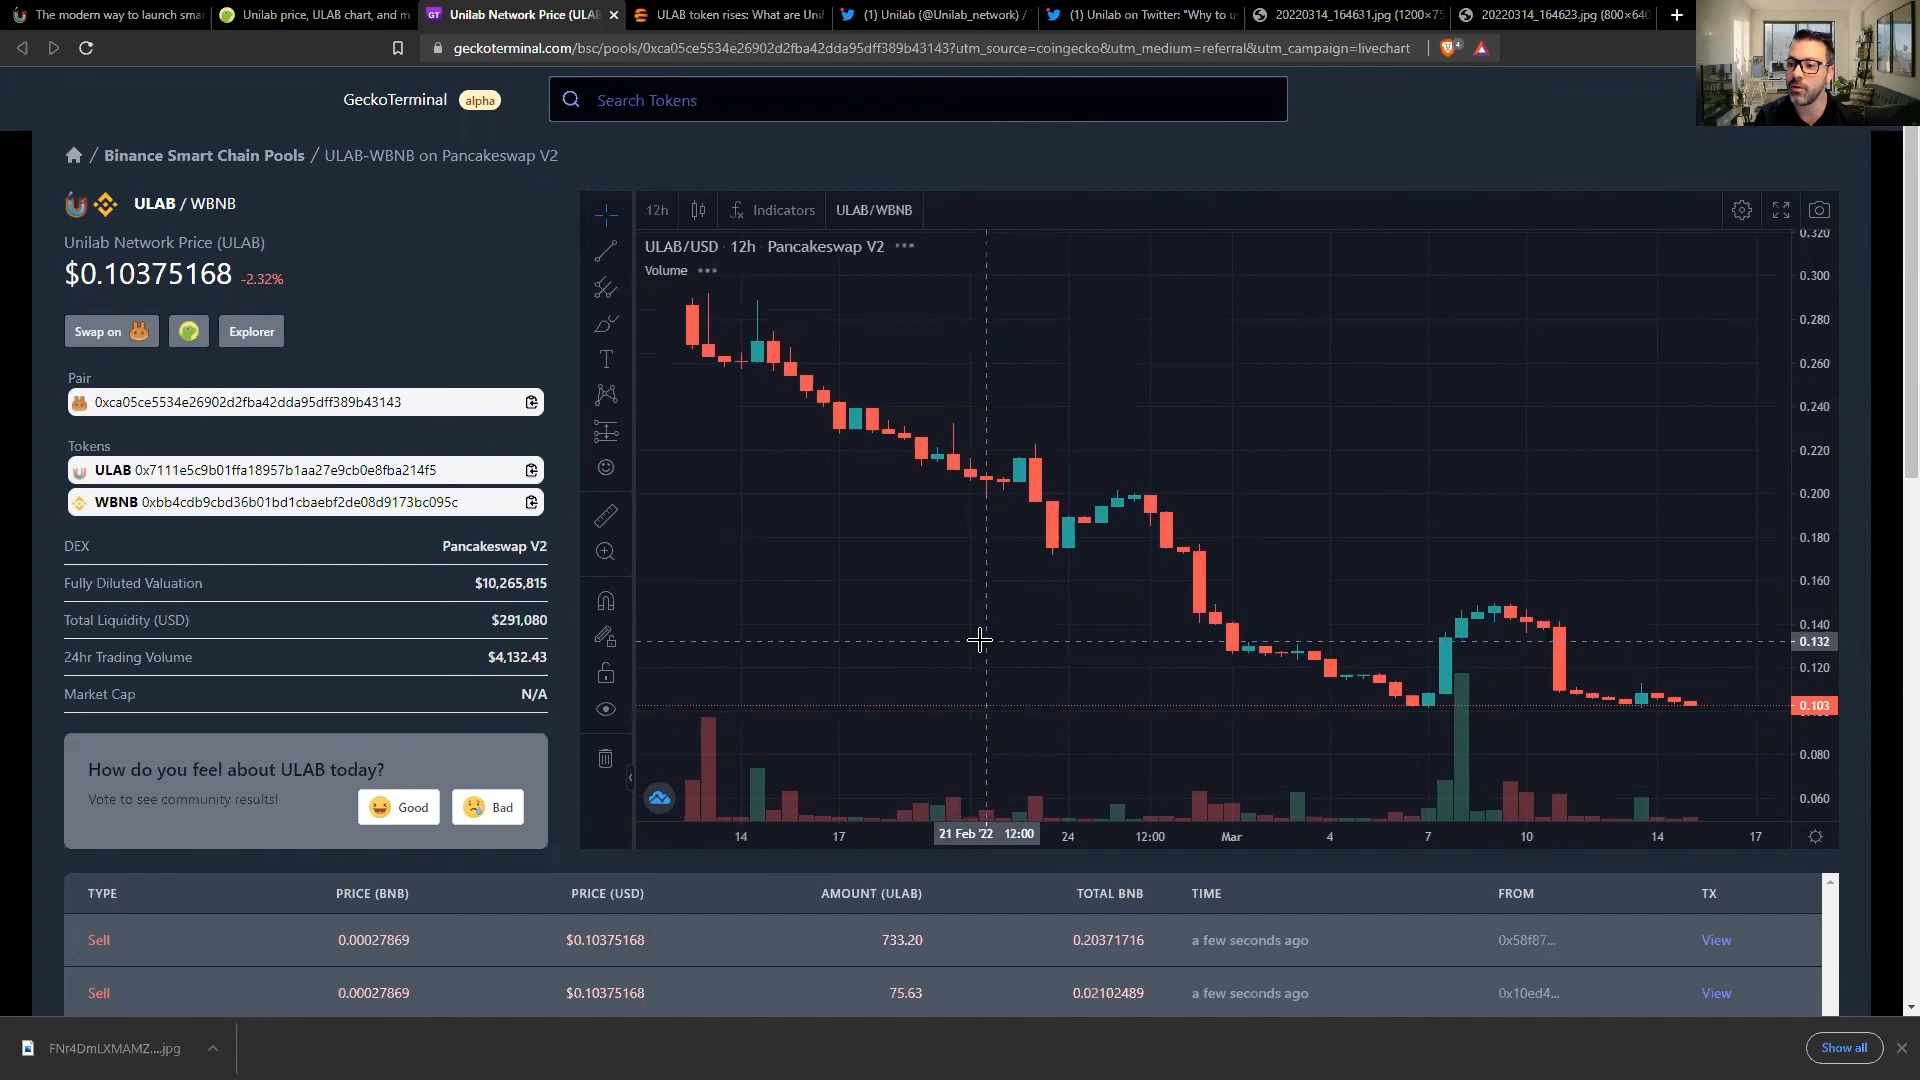 The modern way to launch smar
Unilab price, ULAB chart, and m
GT Unilab Network Price (ULAB
ULAB token rises: What are Unil
(1) Unilab (@Unilab_network) /
(1) Unilab on Twitter: "Why to u
20220314_164631.jpg (1200×75
20220314_164623.jpg (800×640
geckoterminal.com/bsc/pools/0xca05ce5534e26902d2fba42dda95dff389b43143?utm_source=coingecko&utm_medium=referral&utm_campaign=livechart
4
GeckoTerminal alpha
Search Tokens
/ Binance Smart Chain Pools / ULAB-WBNB on Pancakeswap V2
ULAB / WBNB
Unilab Network Price (ULAB)
$0.10375168 -2.32%
Swap on
Explorer
Pair
0xca05ce5534e26902d2fba42dda95dff389b43143
Tokens
ULAB 0x7111e5c9b01ffa18957b1aa27e9cb0e8fba214f5
WBNB 0xbb4cdb9cbd36b01bd1cbaebf2de08d9173bc095c
DEX Pancakeswap V2
Fully Diluted Valuation $10,265,815
Total Liquidity (USD) $291,080
24hr Trading Volume $4,132.43
Market Cap N/A
How do you feel about ULAB today?
Vote to see community results!
Good
Bad
12h Indicators ULAB/WBNB
ULAB/USD · 12h · Pancakeswap V2 •••
Volume •••
0.320
0.300
0.280
0.260
0.240
0.220
0.200
0.180
0.160
0.140
0.132
0.120
0.103
0.080
0.060
14 17 21 Feb '22 12:00 24 12:00 Mar 4 7 10 14 17
TYPE PRICE (BNB) PRICE (USD) AMOUNT (ULAB) TOTAL BNB TIME FROM TX
Sell 0.00027869 $0.10375168 733.20 0.20371716 a few seconds ago 0x58f87... View
Sell 0.00027869 $0.10375168 75.63 0.02102489 a few seconds ago 0x10ed4... View
FNr4DmLXMAMZ....jpg
Show all